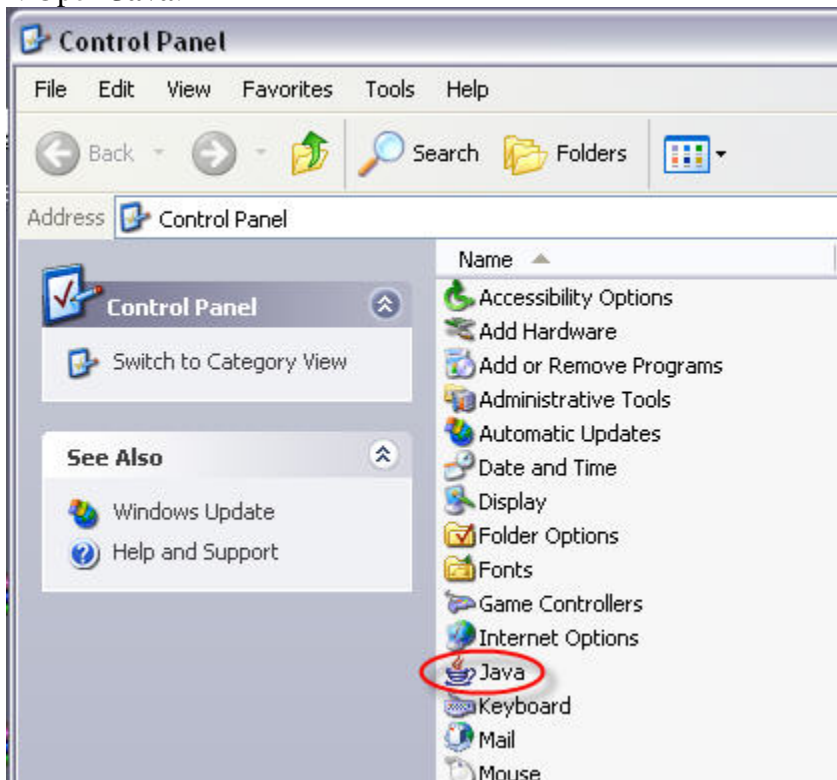 Control Panel
File Edit View Favorites Tools Help
Back Search Folders
Address Control Panel
Name
Control Panel
Switch to Category View
See Also
Windows Update
Help and Support
Accessibility Options
Add Hardware
Add or Remove Programs
Administrative Tools
Automatic Updates
Date and Time
Display
Folder Options
Fonts
Game Controllers
Internet Options
Java
Keyboard
Mail
Mouse